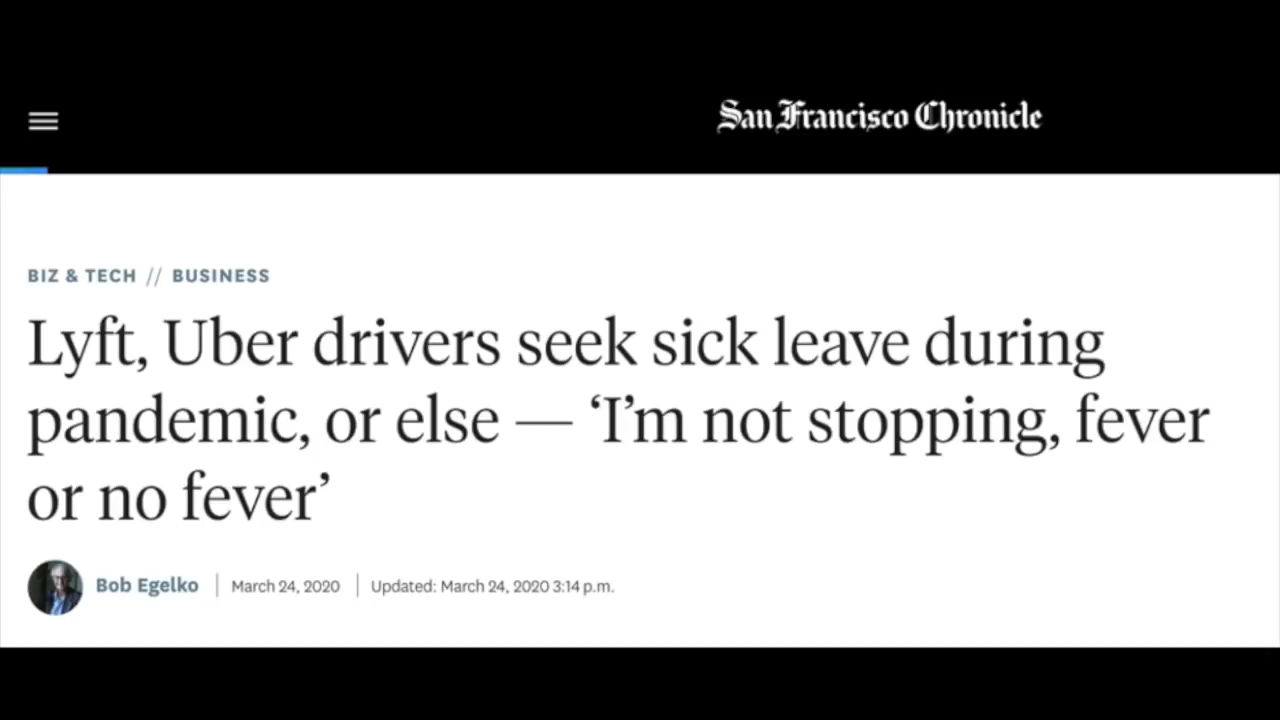 San Francisco Chronicle
BIZ & TECH // BUSINESS
Lyft, Uber drivers seek sick leave during
pandemic, or else — ‘I’m not stopping, fever
or no fever’
Bob Egelko | March 24, 2020 | Updated: March 24, 2020 3:14 p.m.